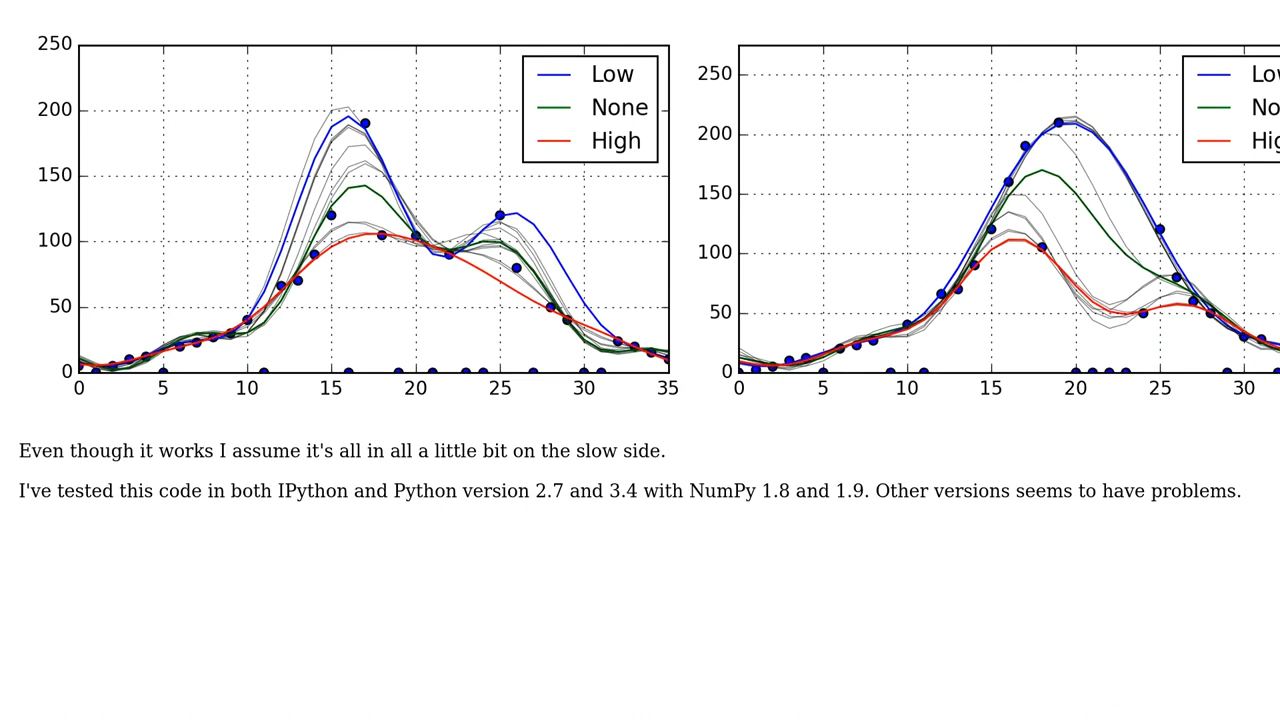 250
200
150
100
50
0
0 5 10 15 20 25 30 35
Low
None
High
250
200
150
100
50
0
0 5 10 15 20 25 30
Even though it works I assume it's all in all a little bit on the slow side.
I've tested this code in both IPython and Python version 2.7 and 3.4 with NumPy 1.8 and 1.9. Other versions seems to have problems.